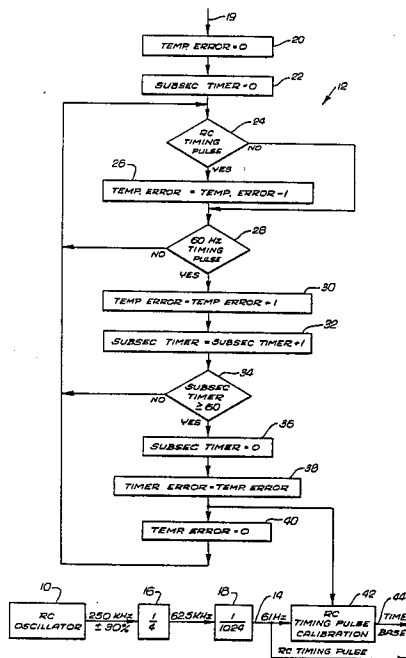 19
TEMP. ERROR = 0
20
SUBSEC TIMER = 0
22
12
RC TIMING PULSE
24
NO
YES
26
TEMP. ERROR = TEMP. ERROR - 1
60 HZ TIMING PULSE
28
NO
YES
30
TEMP ERROR = TEMP ERROR + 1
SUBSEC TIMER = SUBSEC TIMER + 1
32
SUBSEC TIMER ≥ 60
34
NO
YES
SUBSEC TIMER = 0
36
TIMER ERROR = TEMP. ERROR
38
TEMP. ERROR = 0
40
10
RC OSCILLATOR
250 KHZ
± 30%
16
1/4
62.5 KHZ
18
1/1024
14
61 HZ
42
RC TIMING PULSE CALIBRATION
44
TIME BASE
RC TIMING PULSE